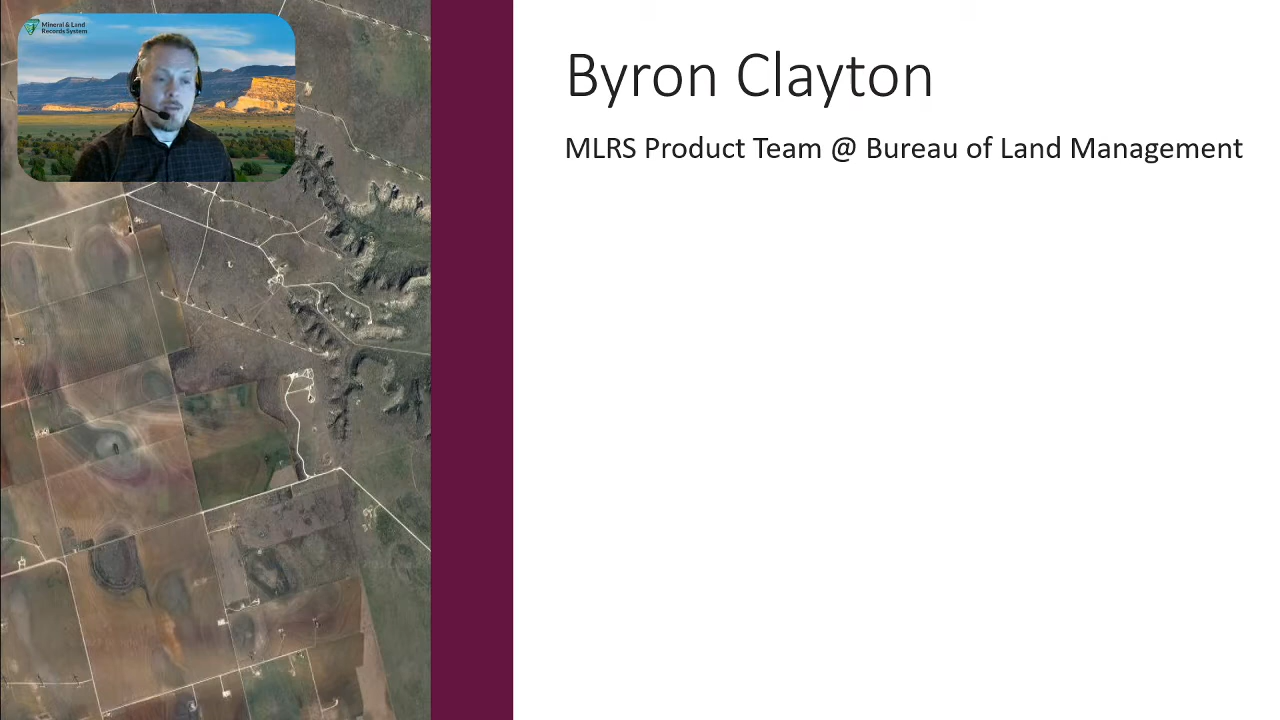 Mineral & Land
Records System
Byron Clayton
MLRS Product Team @ Bureau of Land Management